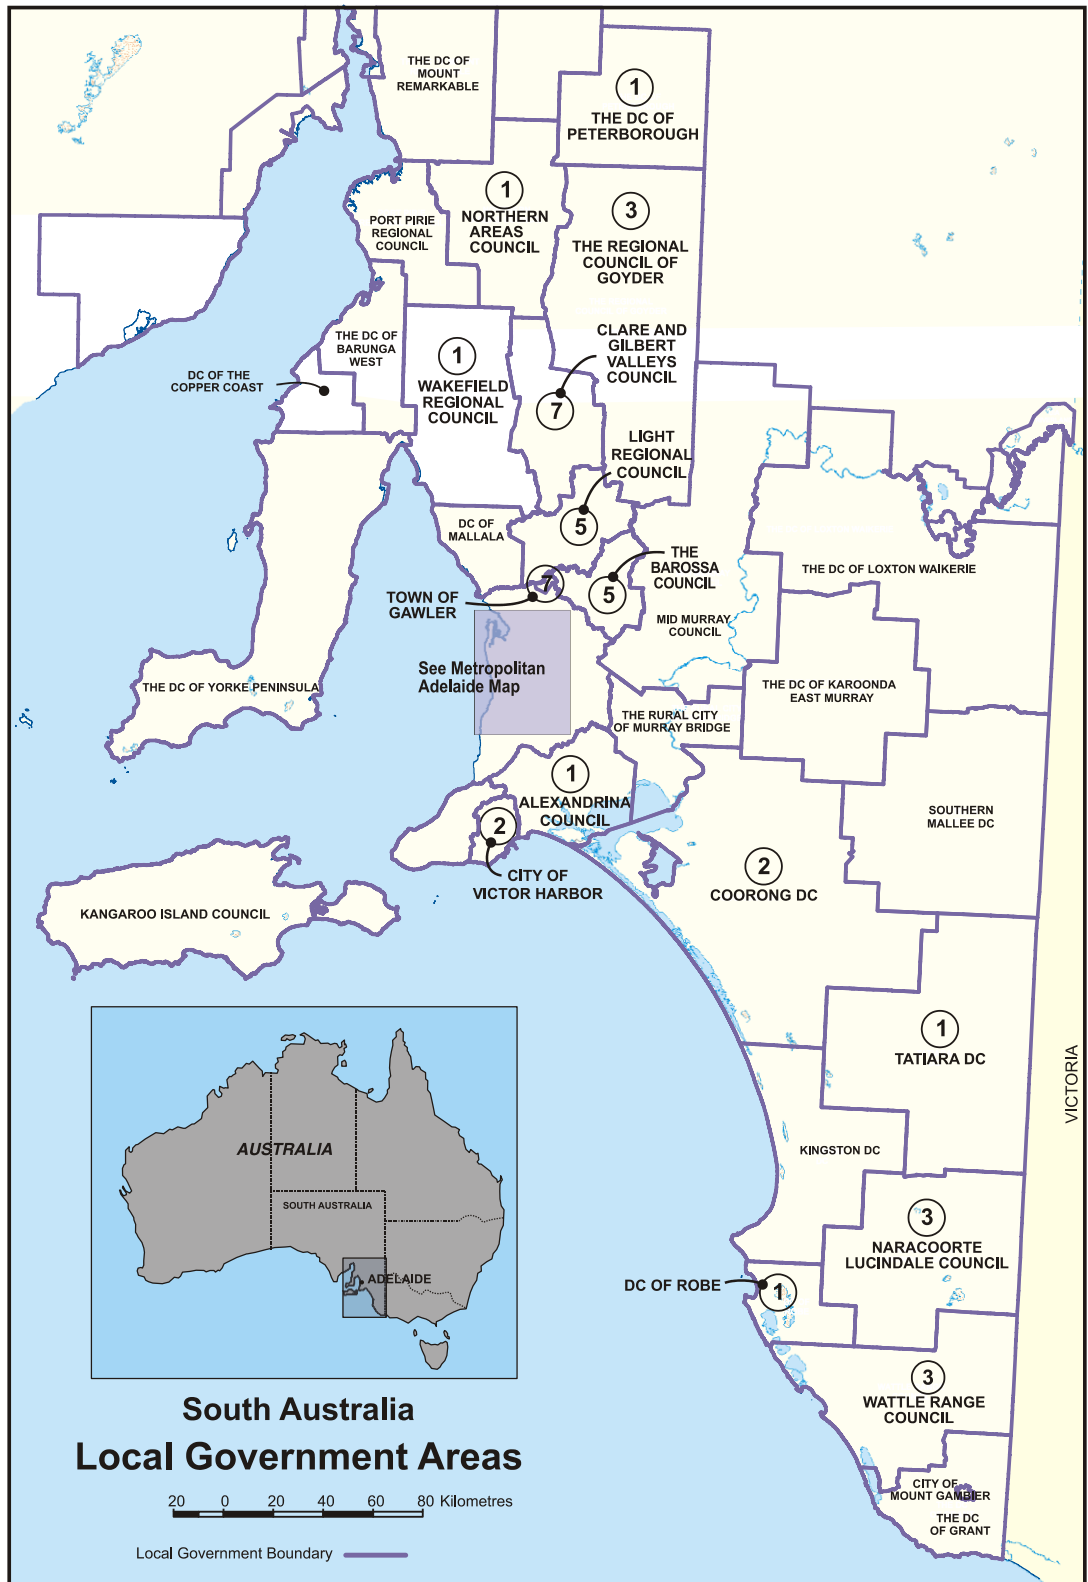 THE DC OF
MOUNT
REMARKABLE
1
THE DC OF
PETERBOROUGH
1
NORTHERN
AREAS
COUNCIL
3
THE REGIONAL
COUNCIL OF
GOYDER
PORT PIRIE
REGIONAL
COUNCIL
THE DC OF
BARUNGA
WEST
DC OF THE
COPPER COAST
1
WAKEFIELD
REGIONAL
COUNCIL
CLARE AND
GILBERT
VALLEYS
COUNCIL
7
LIGHT
REGIONAL
COUNCIL
5
DC OF
MALLALA
THE
BAROSSA
COUNCIL
5
7
TOWN OF
GAWLER
THE DC OF LOXTON WAIKERIE
MID MURRAY
COUNCIL
See Metropolitan
Adelaide Map
THE DC OF YORKE PENINSULA
THE DC OF KAROONDA
EAST MURRAY
THE RURAL CITY
OF MURRAY BRIDGE
1
ALEXANDRINA
COUNCIL
2
CITY OF
VICTOR HARBOR
SOUTHERN
MALLEE DC
2
COORONG DC
KANGAROO ISLAND COUNCIL
1
TATIARA DC
VICTORIA
KINGSTON DC
3
NARACOORTE
LUCINDALE COUNCIL
DC OF ROBE
1
3
WATTLE RANGE
COUNCIL
CITY OF
MOUNT GAMBIER
THE DC
OF GRANT
AUSTRALIA
SOUTH AUSTRALIA
ADELAIDE
South Australia
Local Government Areas
20 0 20 40 60 80 Kilometres
Local Government Boundary